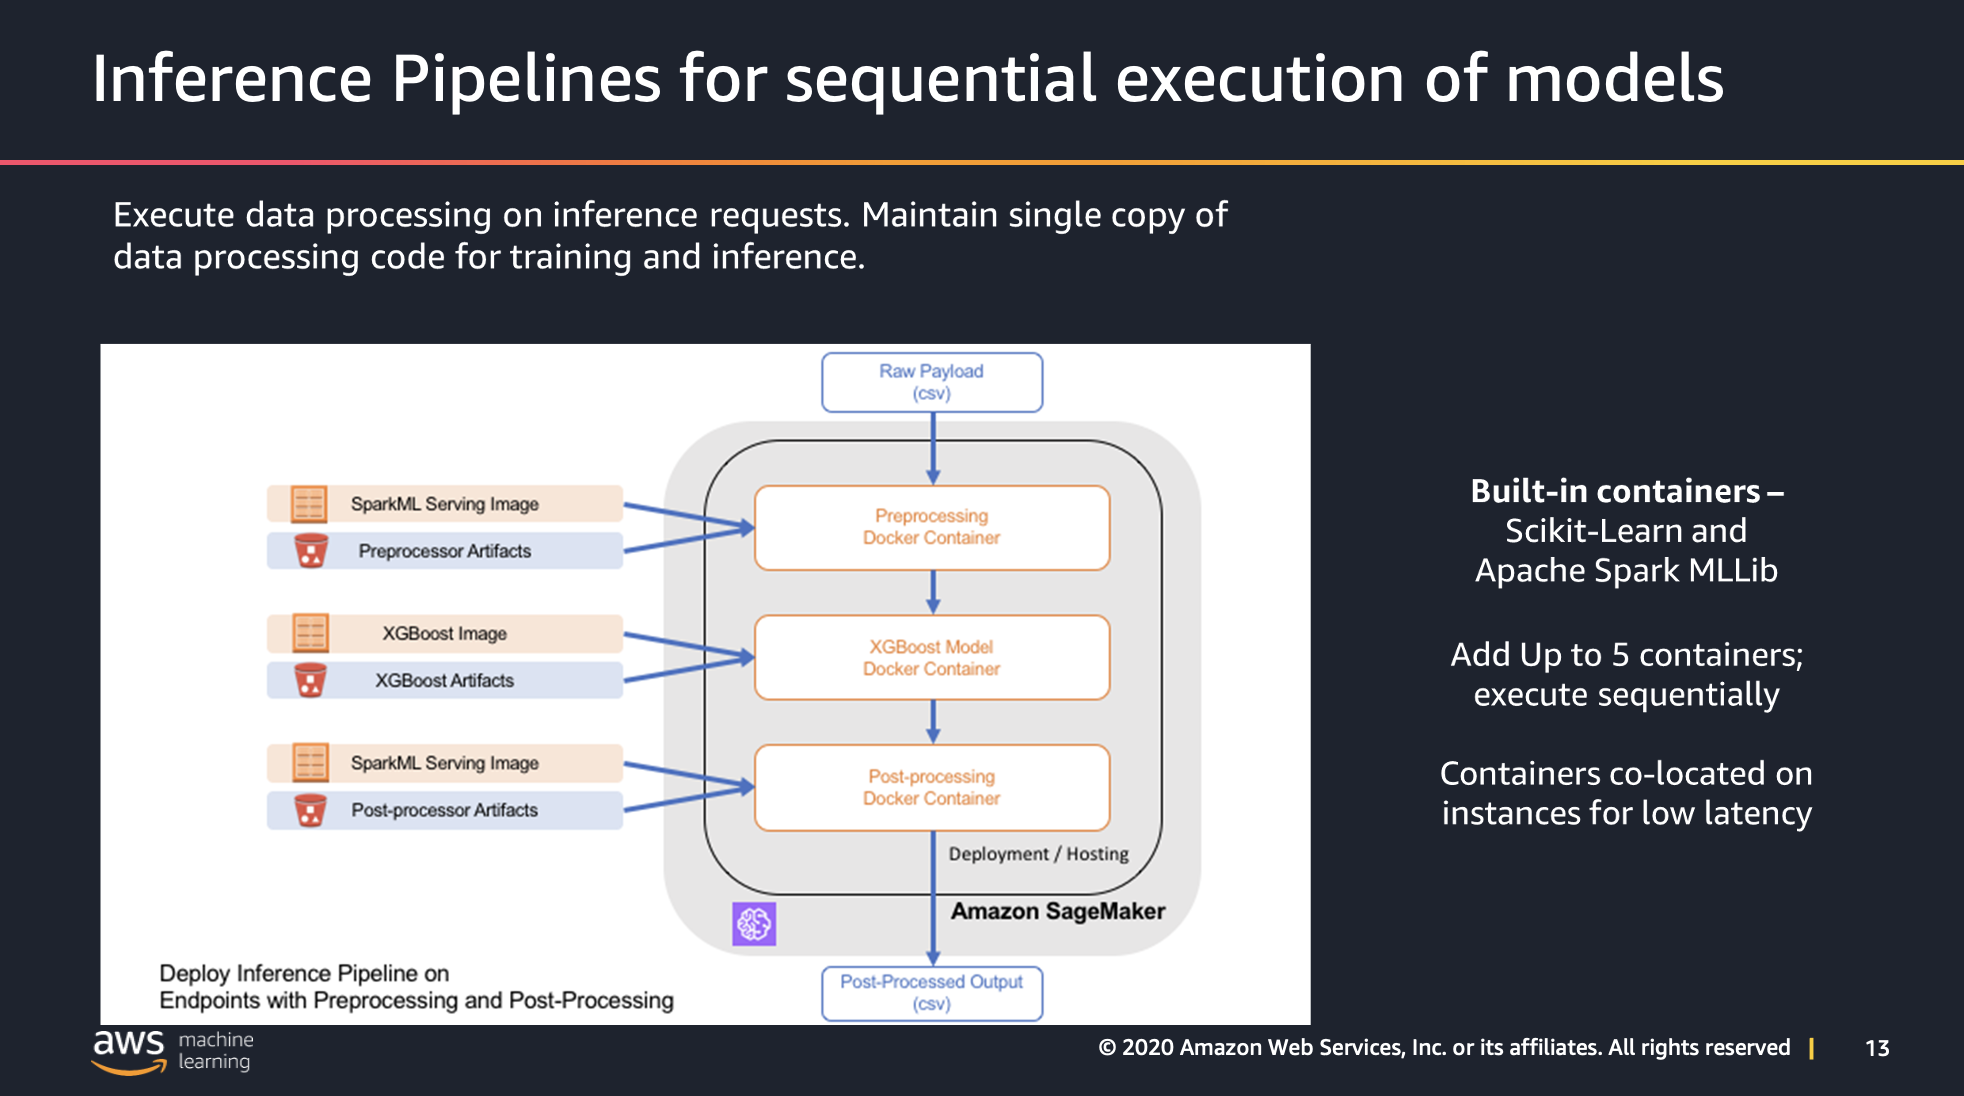 Inference Pipelines for sequential execution of models
Execute data processing on inference requests. Maintain single copy of
data processing code for training and inference.
Raw Payload
(csv)
SparkML Serving Image
Preprocessor Artifacts
Preprocessing
Docker Container
XGBoost Image
XGBoost Artifacts
XGBoost Model
Docker Container
SparkML Serving Image
Post-processor Artifacts
Post-processing
Docker Container
Deployment / Hosting
Amazon SageMaker
Post-Processed Output
(csv)
Deploy Inference Pipeline on
Endpoints with Preprocessing and Post-Processing
Built-in containers –
Scikit-Learn and
Apache Spark MLLib
Add Up to 5 containers;
execute sequentially
Containers co-located on
instances for low latency
aws machine
learning
© 2020 Amazon Web Services, Inc. or its affiliates. All rights reserved |
13